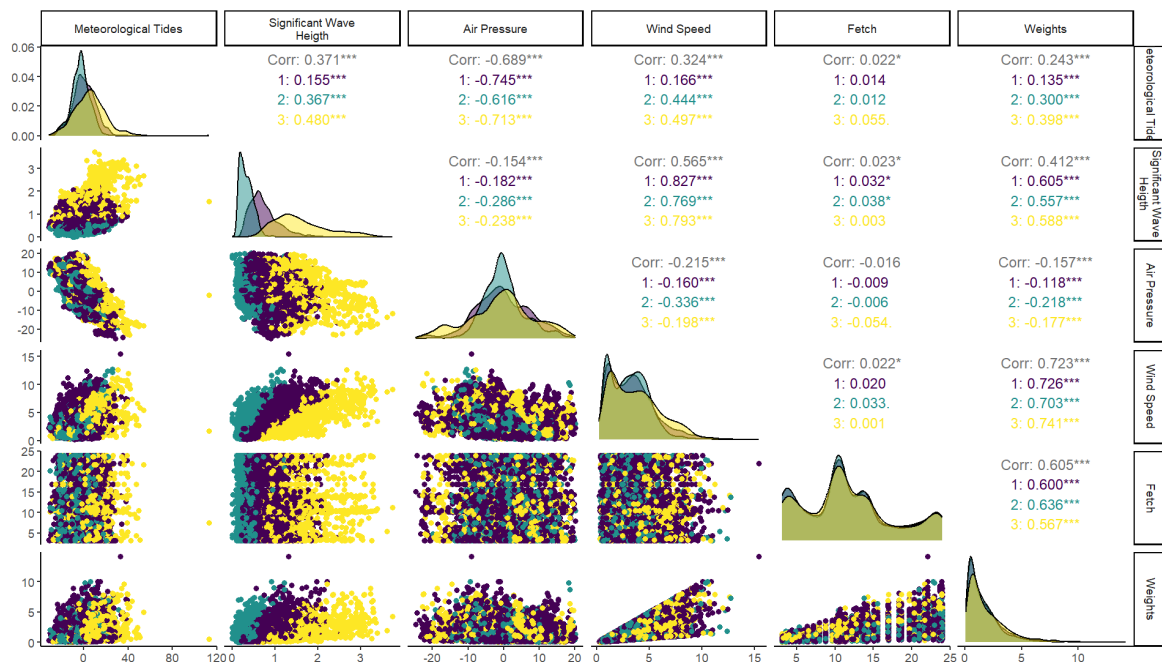 Meteorological Tides
Significant Wave
Heigth
Air Pressure
Wind Speed
Fetch
Weights
0.06
0.04
0.02
0.00
Corr: 0.371***
1: 0.155***
2: 0.367***
3: 0.480***
Corr: -0.689***
1: -0.745***
2: -0.616***
3: -0.713***
Corr: 0.324***
1: 0.166***
2: 0.444***
3: 0.497***
Corr: 0.022*
1: 0.014
2: 0.012
3: 0.055.
Corr: 0.243***
1: 0.135***
2: 0.300***
3: 0.398***
eteorological Tide
3
2
1
0
Corr: -0.154***
1: -0.182***
2: -0.286***
3: -0.238***
Corr: 0.565***
1: 0.827***
2: 0.769***
3: 0.793***
Corr: 0.023*
1: 0.032*
2: 0.038*
3: 0.003
Corr: 0.412***
1: 0.605***
2: 0.557***
3: 0.588***
Significant Wave
Heigth
20
10
0
-10
-20
Corr: -0.215***
1: -0.160***
2: -0.336***
3: -0.198***
Corr: -0.016
1: -0.009
2: -0.006
3: -0.054.
Corr: -0.157***
1: -0.118***
2: -0.218***
3: -0.177***
Air Pressure
15
10
5
0
Corr: 0.022*
1: 0.020
2: 0.033.
3: 0.001
Corr: 0.723***
1: 0.726***
2: 0.703***
3: 0.741***
Wind Speed
25
20
15
10
5
Corr: 0.605***
1: 0.600***
2: 0.636***
3: 0.567***
Fetch
10
5
0
Weights
0 40 80 120
0 1 2 3
-20 -10 0 10 20
0 5 10 15
5 10 15 20 25
0 5 10